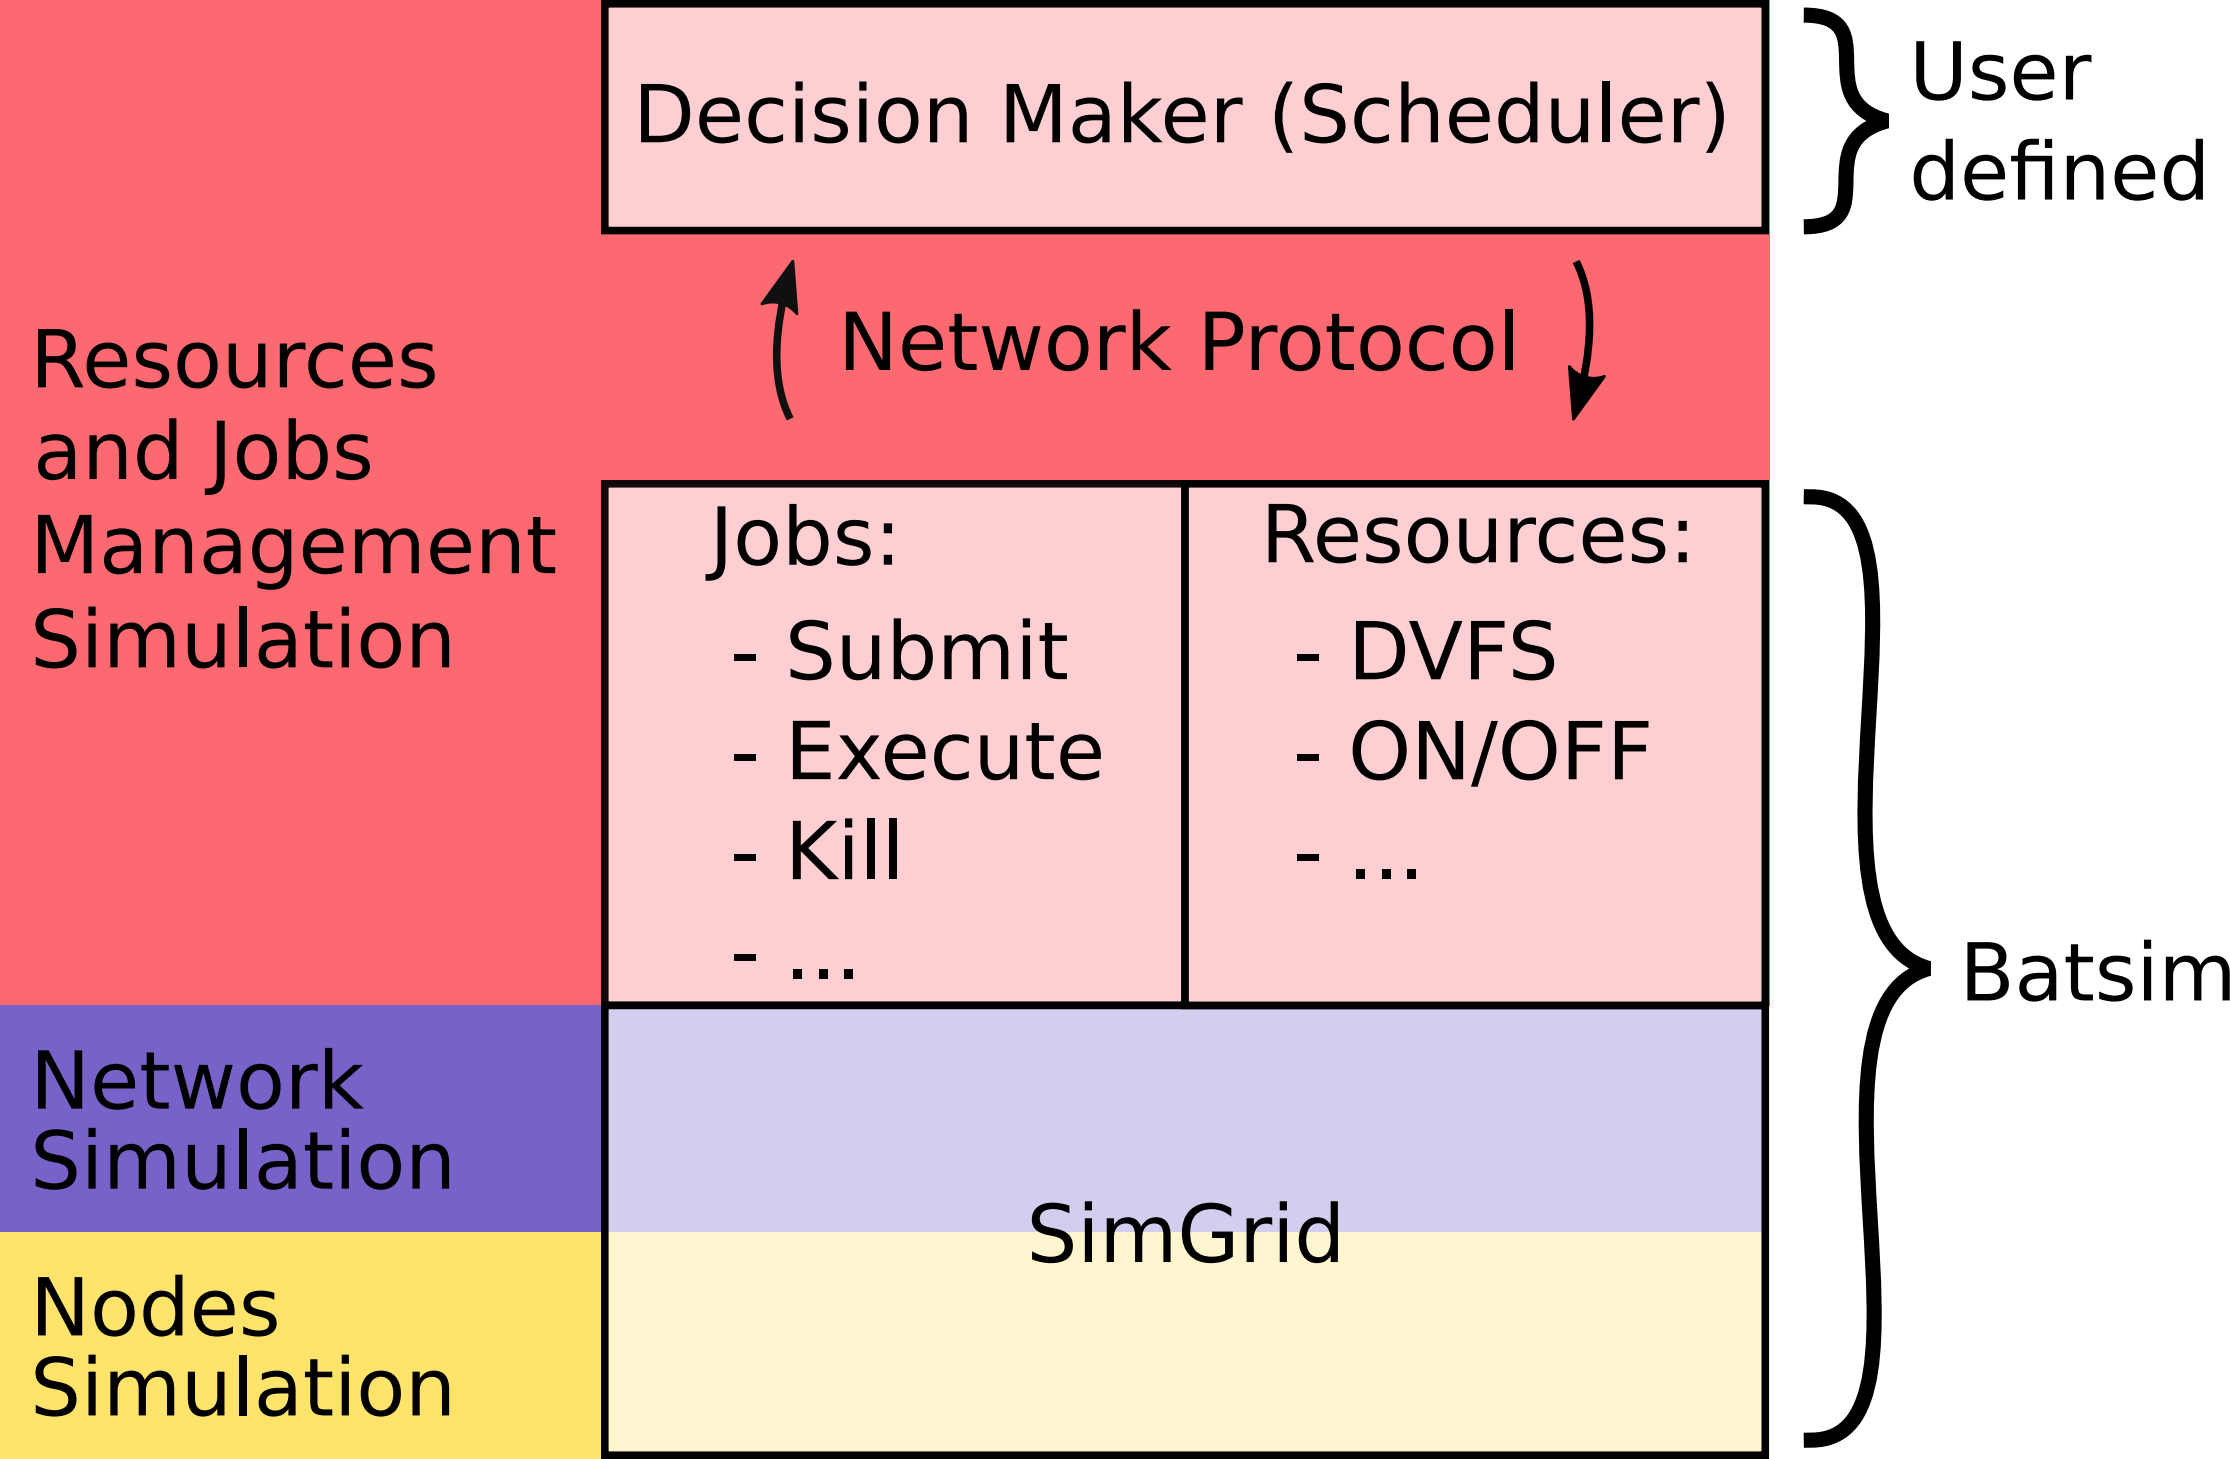 Decision Maker (Scheduler)
User
defined
Network Protocol
Resources
and Jobs
Management
Simulation
Jobs:
- Submit
- Execute
- Kill
- ...
Resources:
- DVFS
- ON/OFF
- ...
Batsim
Network
Simulation
SimGrid
Nodes
Simulation